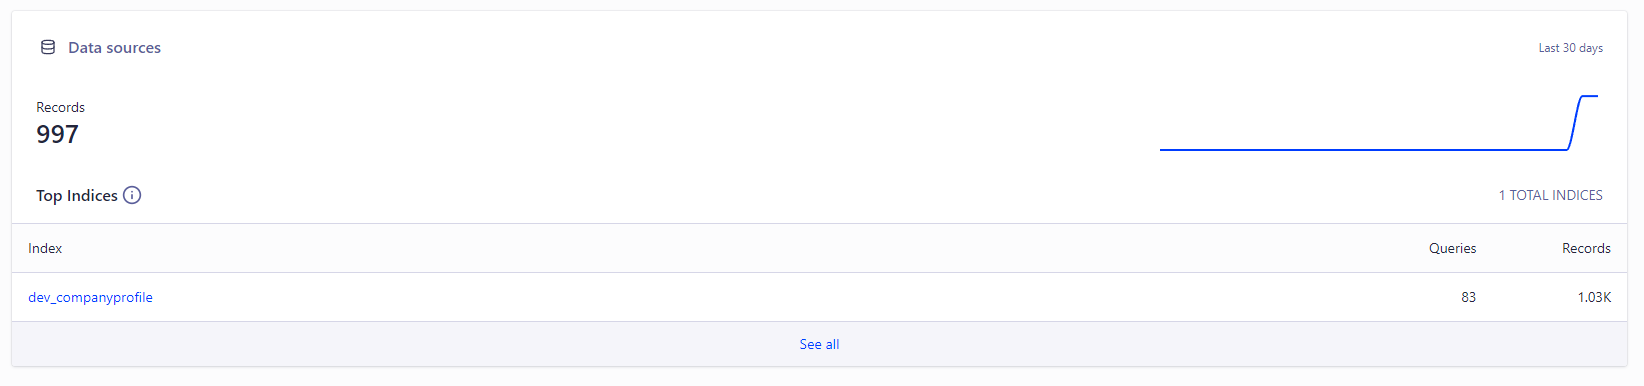 Data sources
Last 30 days
Records
997
Top Indices
1 TOTAL INDICES
Index Queries Records
dev_companyprofile 83 1.03K
See all